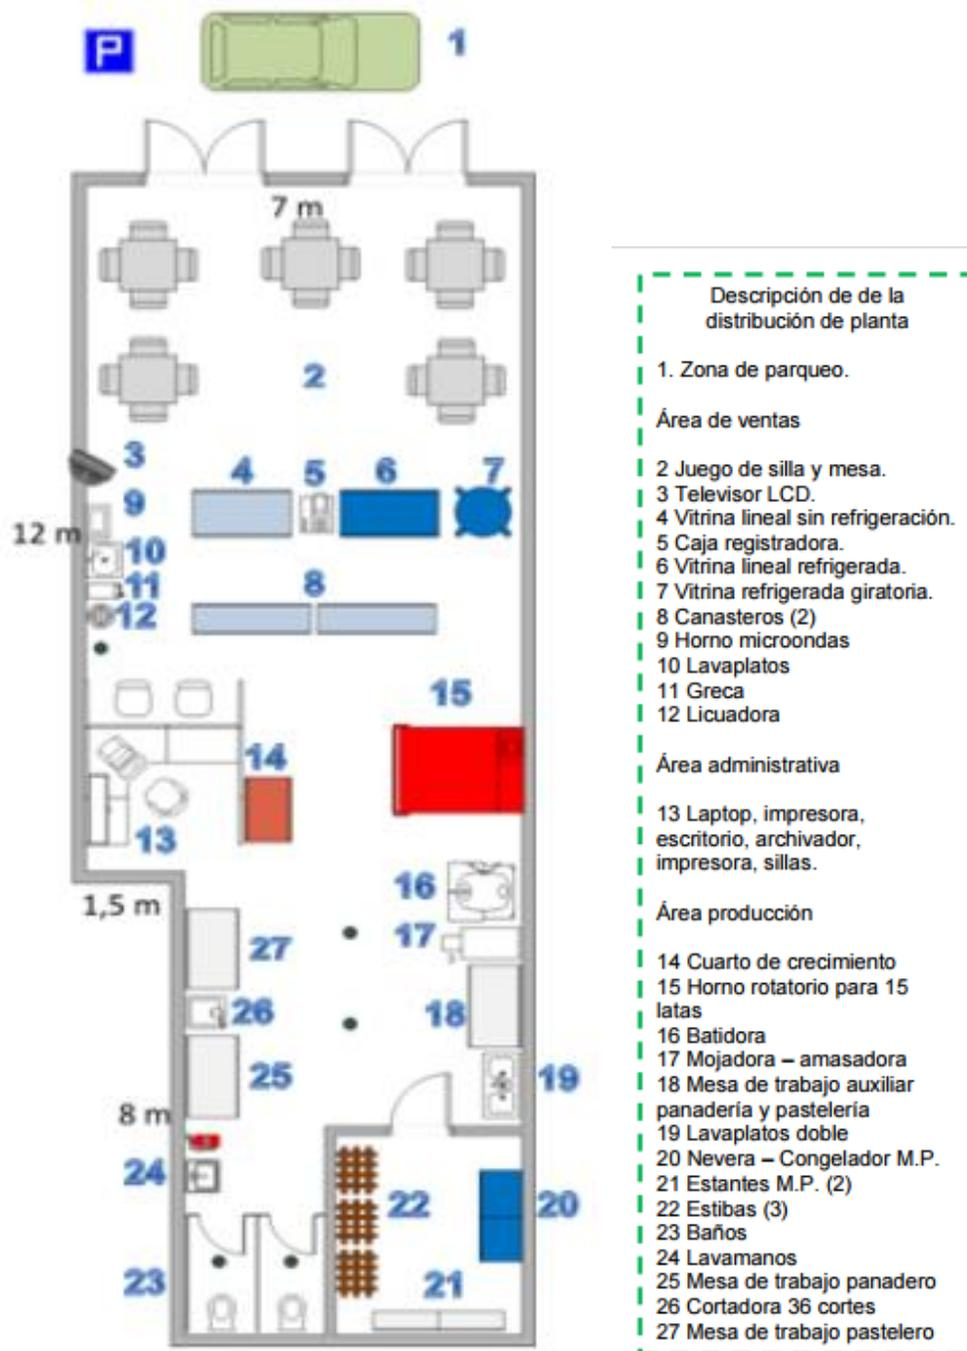 P
1
7 m
2
3
4
5
6
7
9
12 m
10
11
8
12
15
14
13
16
1,5 m
17
27
26
18
25
19
8 m
24
22
20
23
21
Descripción de de la
distribución de planta
1. Zona de parqueo.
Área de ventas
2 Juego de silla y mesa.
3 Televisor LCD.
4 Vitrina lineal sin refrigeración.
5 Caja registradora.
6 Vitrina lineal refrigerada.
7 Vitrina refrigerada giratoria.
8 Canasteros (2)
9 Horno microondas
10 Lavaplatos
11 Greca
12 Licuadora
Área administrativa
13 Laptop, impresora,
escritorio, archivador,
impresora, sillas.
Área producción
14 Cuarto de crecimiento
15 Horno rotatorio para 15
latas
16 Batidora
17 Mojadora – amasadora
18 Mesa de trabajo auxiliar
panadería y pastelería
19 Lavaplatos doble
20 Nevera – Congelador M.P.
21 Estantes M.P. (2)
22 Estibas (3)
23 Baños
24 Lavamanos
25 Mesa de trabajo panadero
26 Cortadora 36 cortes
27 Mesa de trabajo pastelero